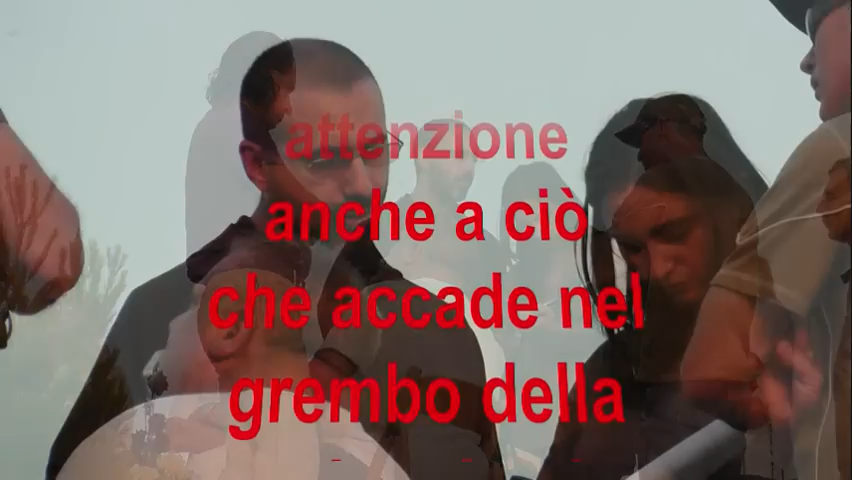 attenzione
anche a ciò
che accade nel
grembo della